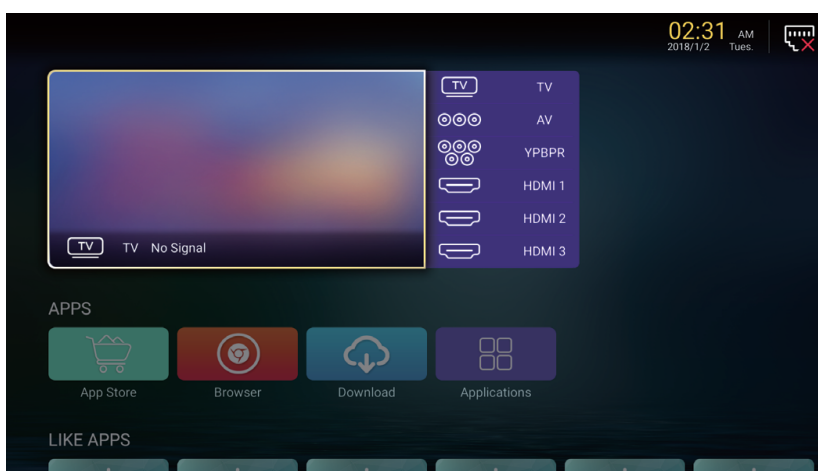 02:31 AM
2018/1/2 Tues.
TV TV
AV
YPBPR
HDMI 1
HDMI 2
HDMI 3
TV TV No Signal
APPS
App Store Browser Download Applications
LIKE APPS